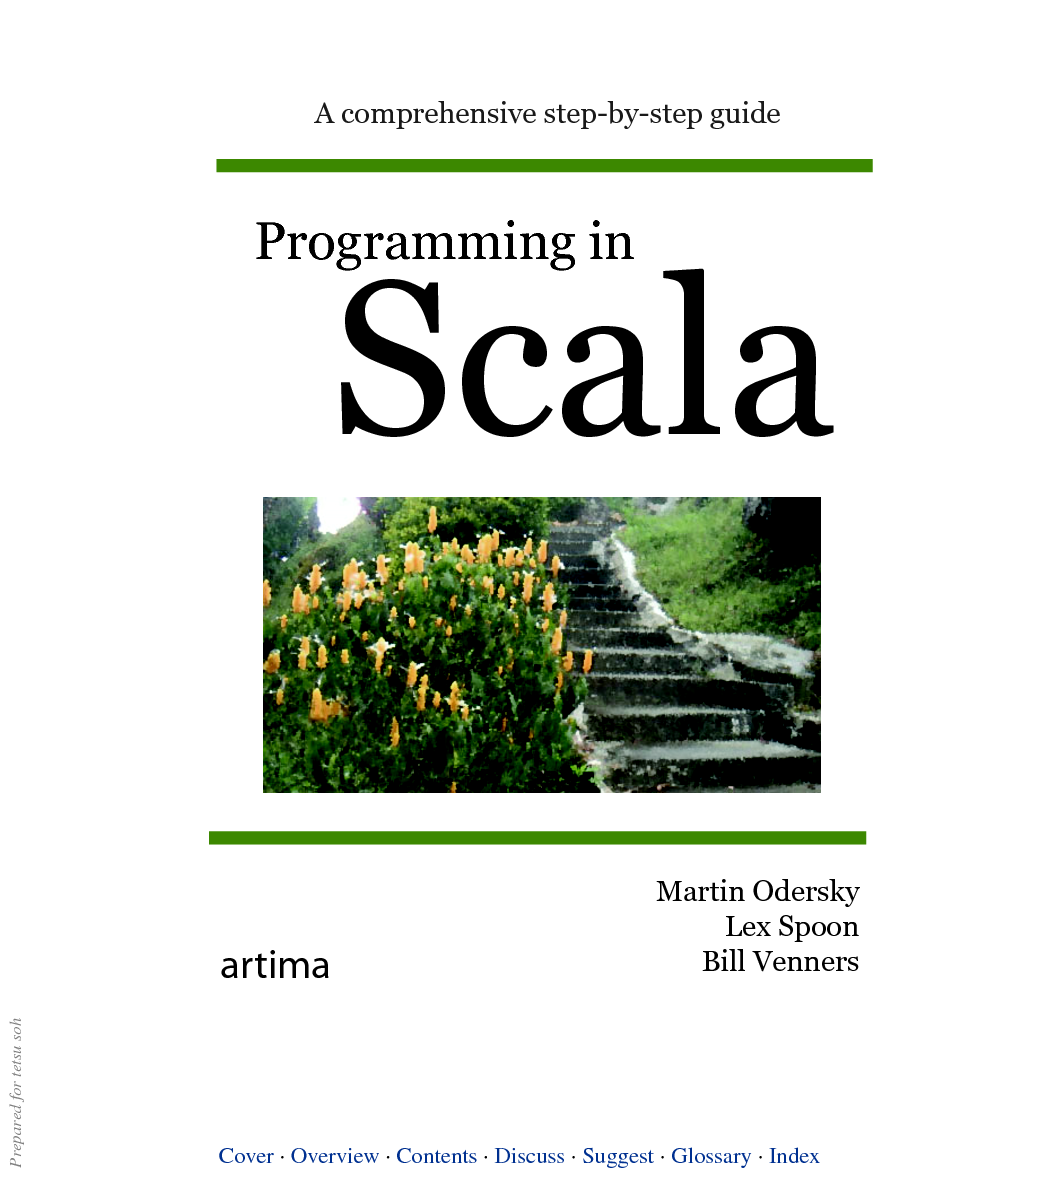 A comprehensive step-by-step guide
Programming in
Scala
Martin Odersky
Lex Spoon
Bill Venners
artima
Prepared for tetsu soh
Cover · Overview · Contents · Discuss · Suggest · Glossary · Index